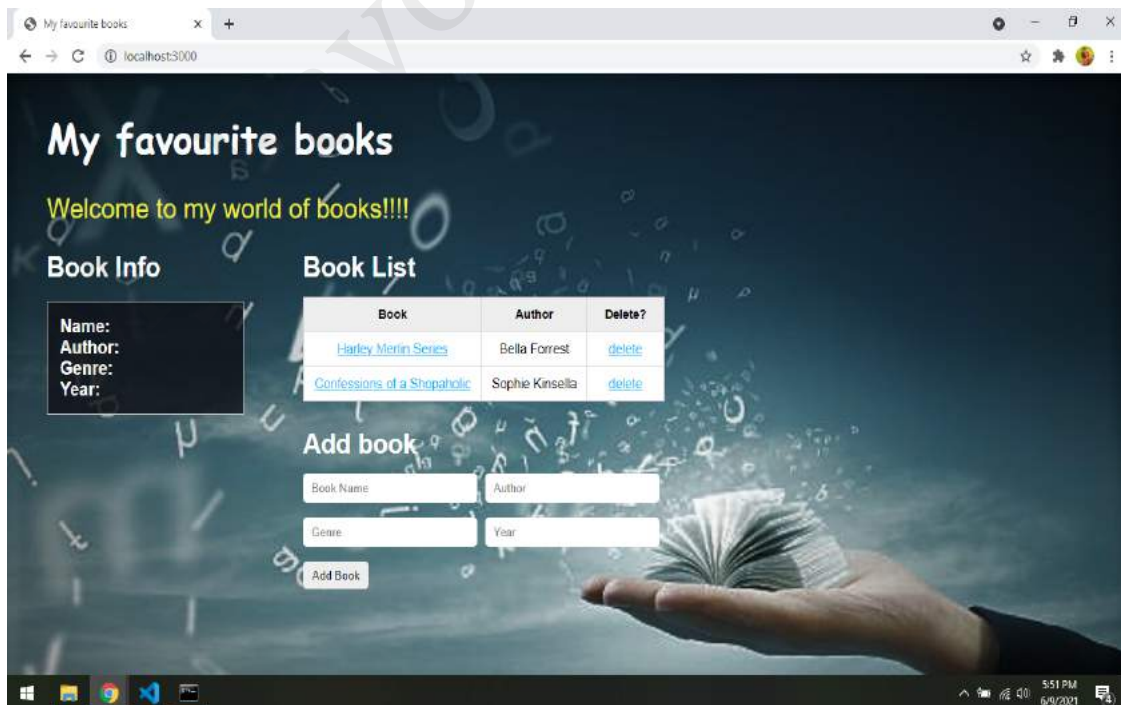 My favourite books
localhost:3000
My favourite books
Welcome to my world of books!!!!
Book Info
Name:
Author:
Genre:
Year:
Book List
Book Author Delete?
Harley Merlin Series Bella Forrest delete
Confessions of a Shopaholic Sophie Kinsella delete
Add book
Book Name Author
Genre Year
Add Book
5:51 PM
6/9/2021